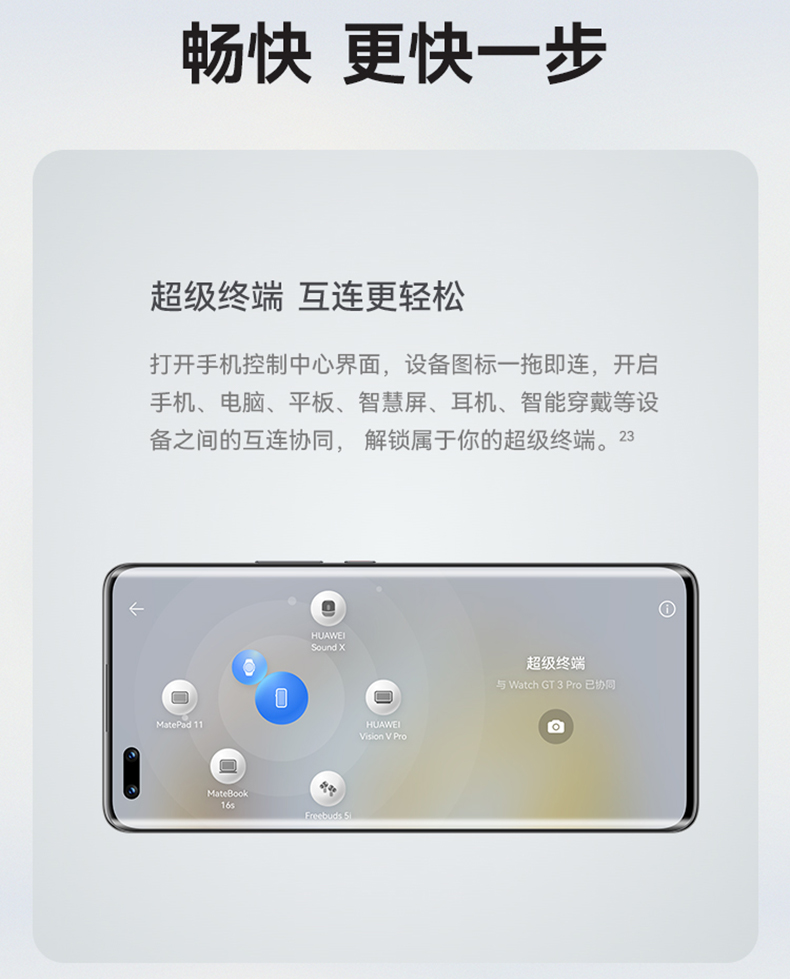 畅快 更快一步
超级终端 互连更轻松
打开手机控制中心界面，设备图标一拖即连，开启
手机、电脑、平板、智慧屏、耳机、智能穿戴等设
备之间的互连协同， 解锁属于你的超级终端。23
HUAWEI
Sound X
超级终端
与 Watch GT 3 Pro 已协同
MatePad 11
HUAWEI
Vision V Pro
MateBook
16s
Freebuds 5i